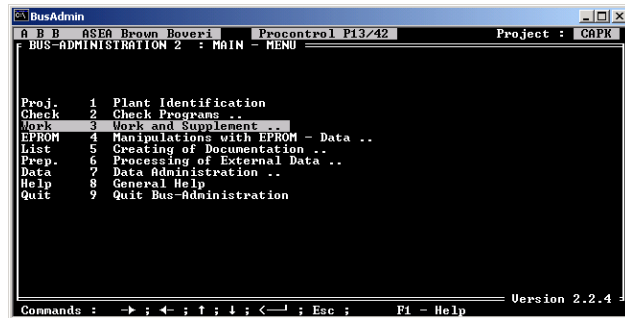 BusAdmin
A B B ASEA Brown Boveri Procontrol P13/42 Project : CAPK
BUS-ADMINISTRATION 2 : MAIN - MENU
Proj. 1 Plant Identification
Check 2 Check Programs ..
Work 3 Work and Supplement ..
EPROM 4 Manipulations with EPROM - Data ..
List 5 Creating of Documentation ..
Prep. 6 Processing of External Data ..
Data 7 Data Administration ..
Help 8 General Help
Quit 9 Quit Bus-Administration
Version 2.2.4
Commands : → ; ← ; ↑ ; ↓ ; <─┘ ; Esc ; F1 - Help